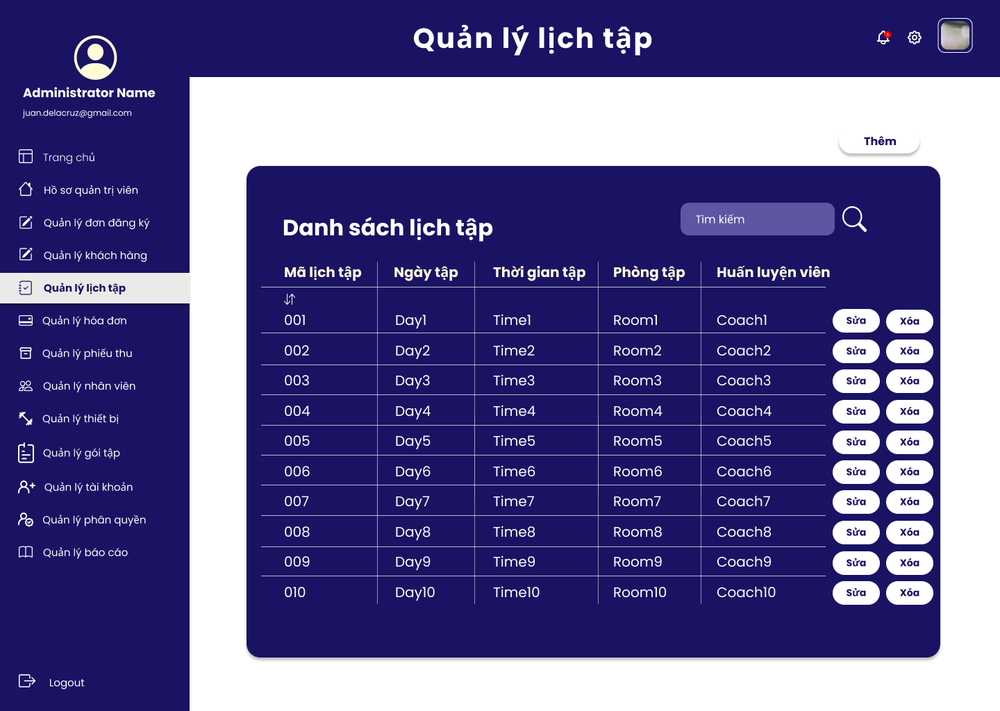 Quản lý lịch tập
1
Administrator Name
juan.delacruz@gmail.com
Trang chủ
Hồ sơ quản trị viên
Quản lý đơn đăng ký
Quản lý khách hàng
Quản lý lịch tập
Quản lý hóa đơn
Quản lý phiếu thu
Quản lý nhân viên
Quản lý thiết bị
Quản lý gói tập
Quản lý tài khoản
Quản lý phân quyền
Quản lý báo cáo
Logout
Thêm
Danh sách lịch tập
Tìm kiếm
Mã lịch tập Ngày tập Thời gian tập Phòng tập Huấn luyện viên
001 Day1 Time1 Room1 Coach1 Sửa Xóa
002 Day2 Time2 Room2 Coach2 Sửa Xóa
003 Day3 Time3 Room3 Coach3 Sửa Xóa
004 Day4 Time4 Room4 Coach4 Sửa Xóa
005 Day5 Time5 Room5 Coach5 Sửa Xóa
006 Day6 Time6 Room6 Coach6 Sửa Xóa
007 Day7 Time7 Room7 Coach7 Sửa Xóa
008 Day8 Time8 Room8 Coach8 Sửa Xóa
009 Day9 Time9 Room9 Coach9 Sửa Xóa
010 Day10 Time10 Room10 Coach10 Sửa Xóa